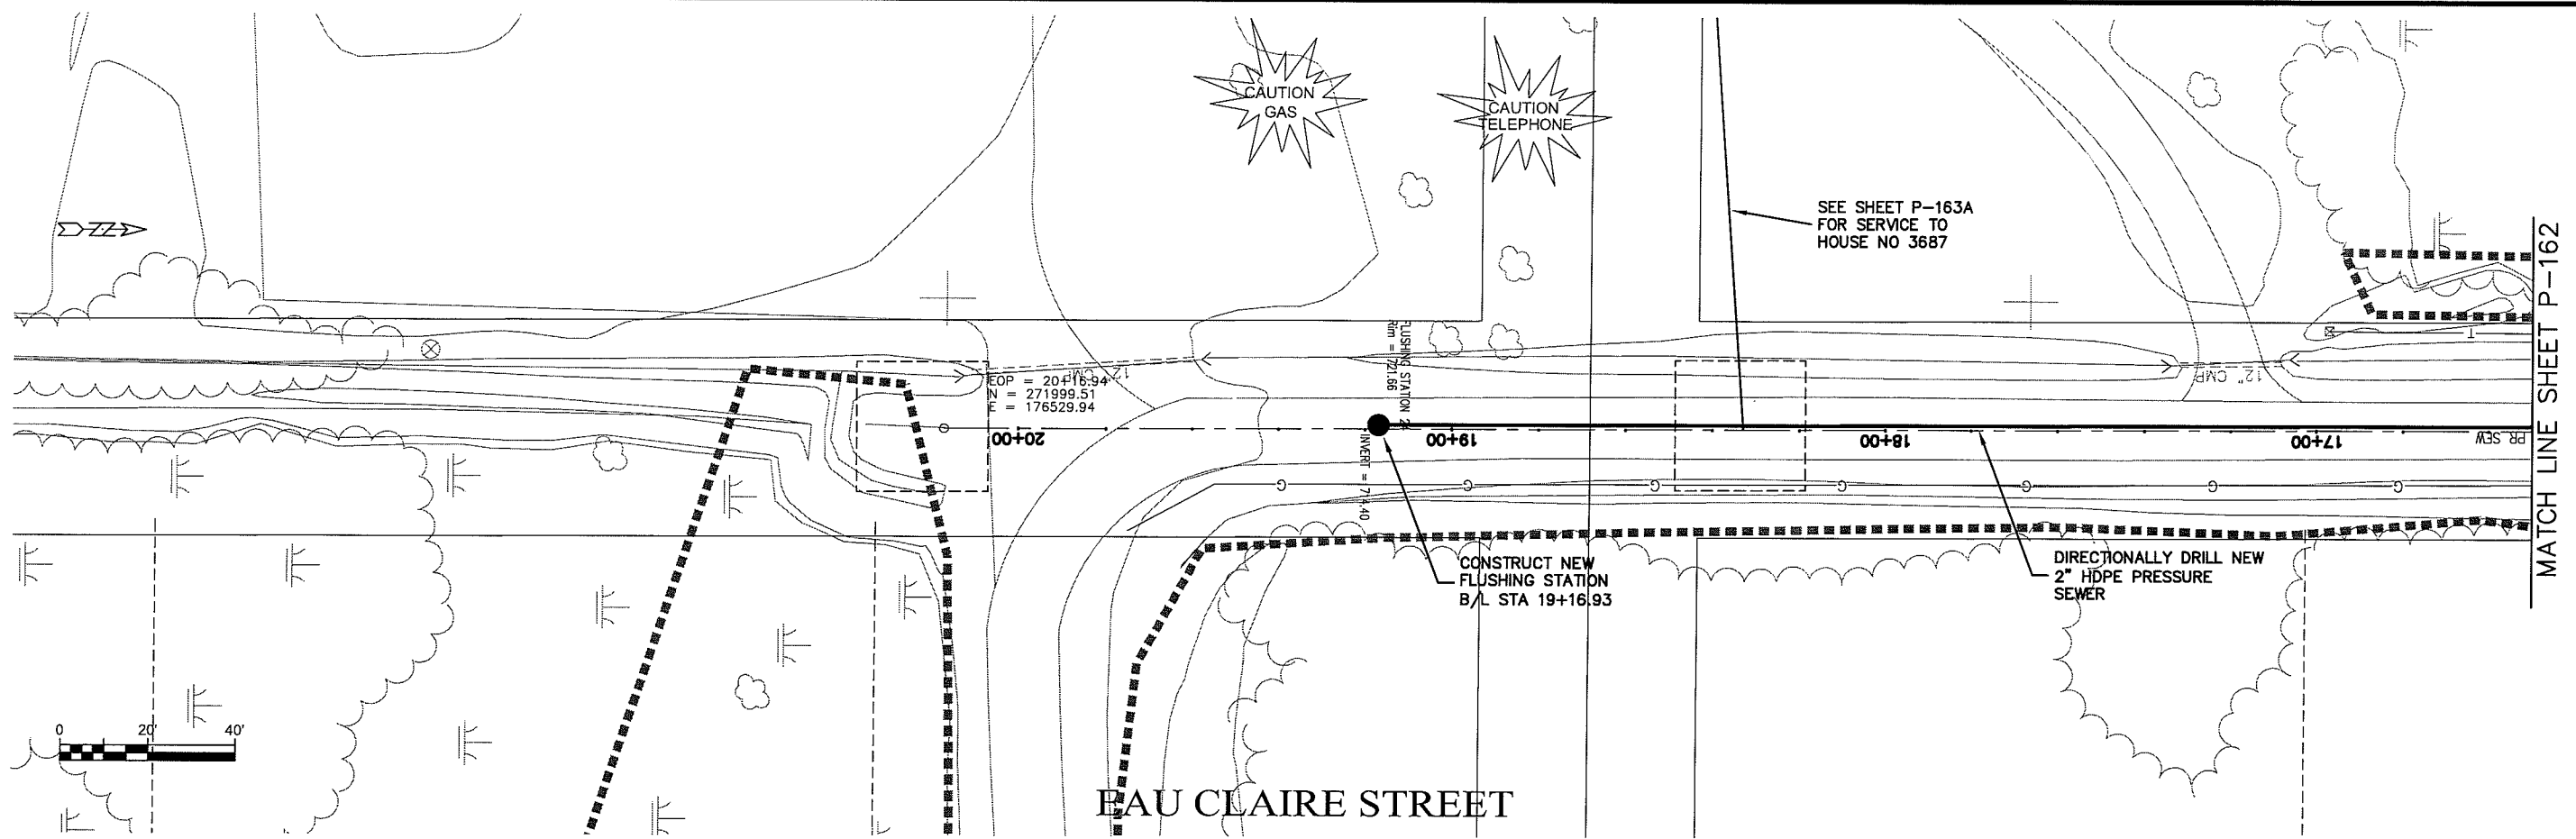 CAUTION
GAS
CAUTION
TELEPHONE
SEE SHEET P-163A
FOR SERVICE TO
HOUSE NO 3687
MATCH LINE SHEET P-162
N
FLUSHING STATION
Rim = 721.66
12" CMP
EOP = 20+16.94
N = 271999.51
E = 176529.94
12" CMP
T
20+00
19+00
18+00
17+00
PR. SEW
INVERT = 714.40
G
G
G
G
G
G
G
CONSTRUCT NEW
FLUSHING STATION
B/L STA 19+16.93
DIRECTIONALLY DRILL NEW
2" HDPE PRESSURE
SEWER
0 20' 40'
EAU CLAIRE STREET